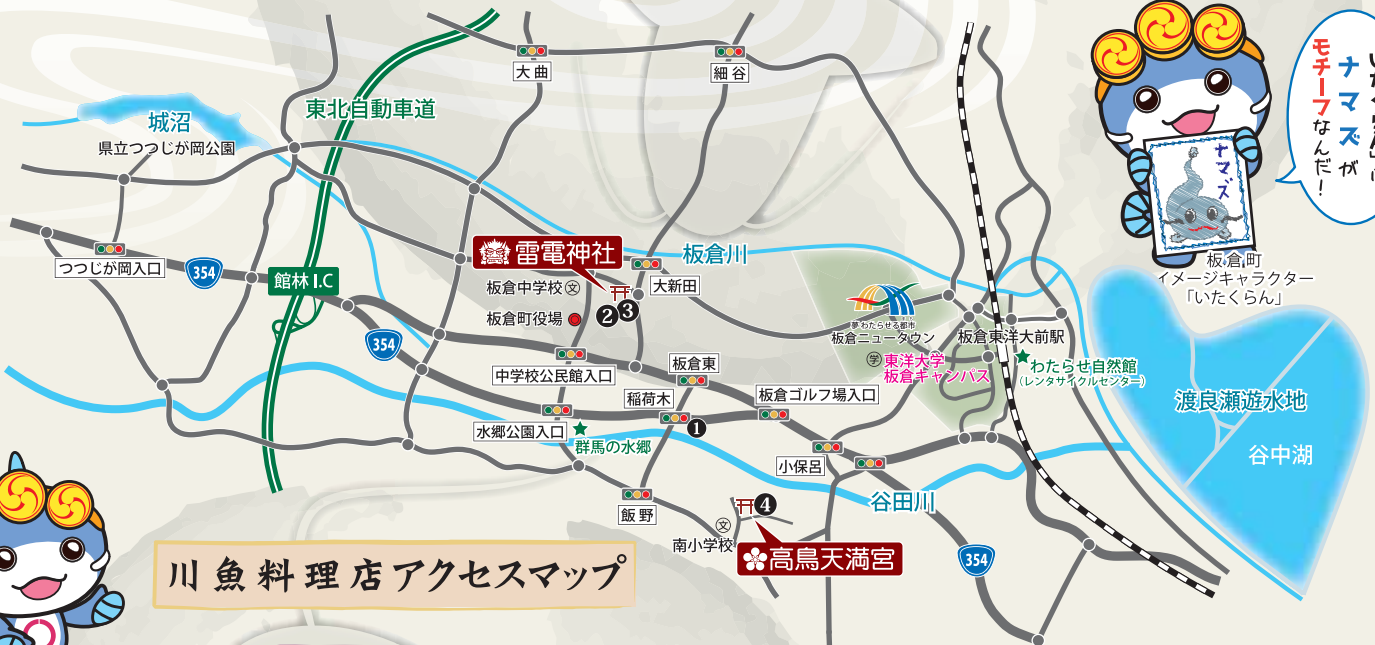 大曲
細谷
東北自動車道
城沼
県立つつじが岡公園
ナマズが
モチーフなんだ!
ナマズ
板倉町
イメージキャラクター
「いたくらん」
つつじが岡入口
354
館林I.C
雷電神社
板倉川
大新田
板倉中学校 文
板倉町役場
2 3
354
夢わたらせる都市
板倉ニュータウン
板倉東洋大前駅
学 東洋大学
板倉キャンパス
わたらせ自然館
(レンタサイクルセンター)
中学校公民館入口
板倉東
稲荷木
板倉ゴルフ場入口
渡良瀬遊水地
谷中湖
水郷公園入口
群馬の水郷
1
小保呂
谷田川
飯野
4
文
南小学校
高鳥天満宮
354
川魚料理店アクセスマップ